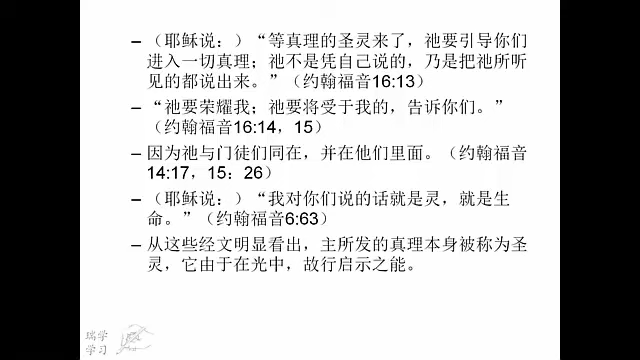 – （耶稣说：）“等真理的圣灵来了，祂要引导你们
进入一切真理；祂不是凭自己说的，乃是把祂所听
见的都说出来。”（约翰福音16:13）
– “祂要荣耀我；祂要将受于我的，告诉你们。”
（约翰福音16:14，15）
– 因为祂与门徒们同在，并在他们里面。（约翰福音
14:17，15：26）
– （耶稣说：）“我对你们说的话就是灵，就是生
命。”（约翰福音6:63）
– 从这些经文明显看出，主所发的真理本身被称为圣
灵，它由于在光中，故行启示之能。
瑞学
学习